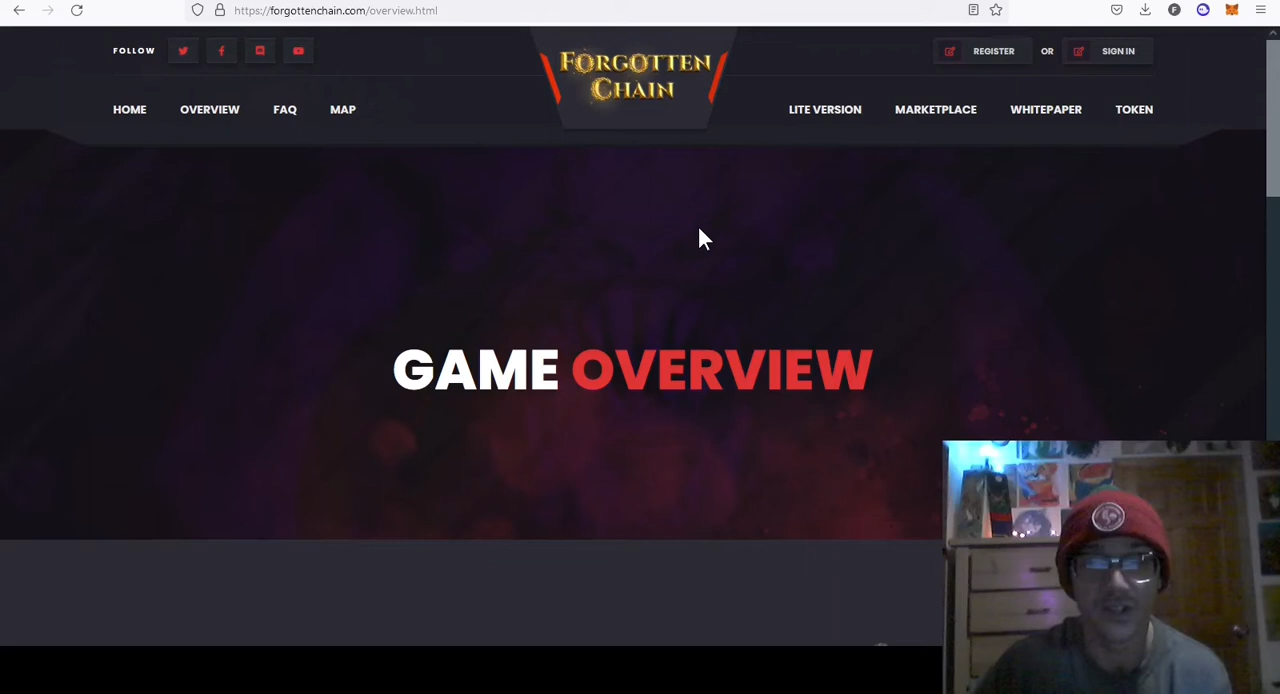 https://forgottenchain.com/overview.html
FOLLOW
FORGOTTEN
CHAIN
REGISTER OR SIGN IN
HOME OVERVIEW FAQ MAP LITE VERSION MARKETPLACE WHITEPAPER TOKEN
GAME OVERVIEW